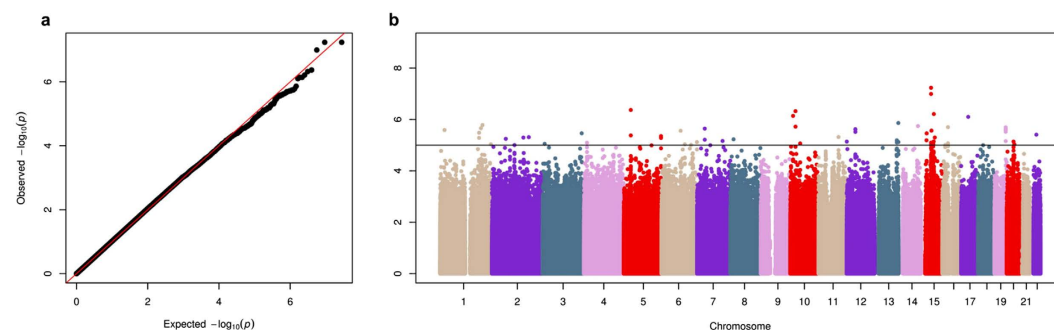 a
6
4
2
0
Observed −log10(p)
0 2 4 6
Expected −log10(p)
b
8
6
4
2
0
1 2 3 4 5 6 7 8 9 10 11 12 13 14 15 17 19 21
Chromosome